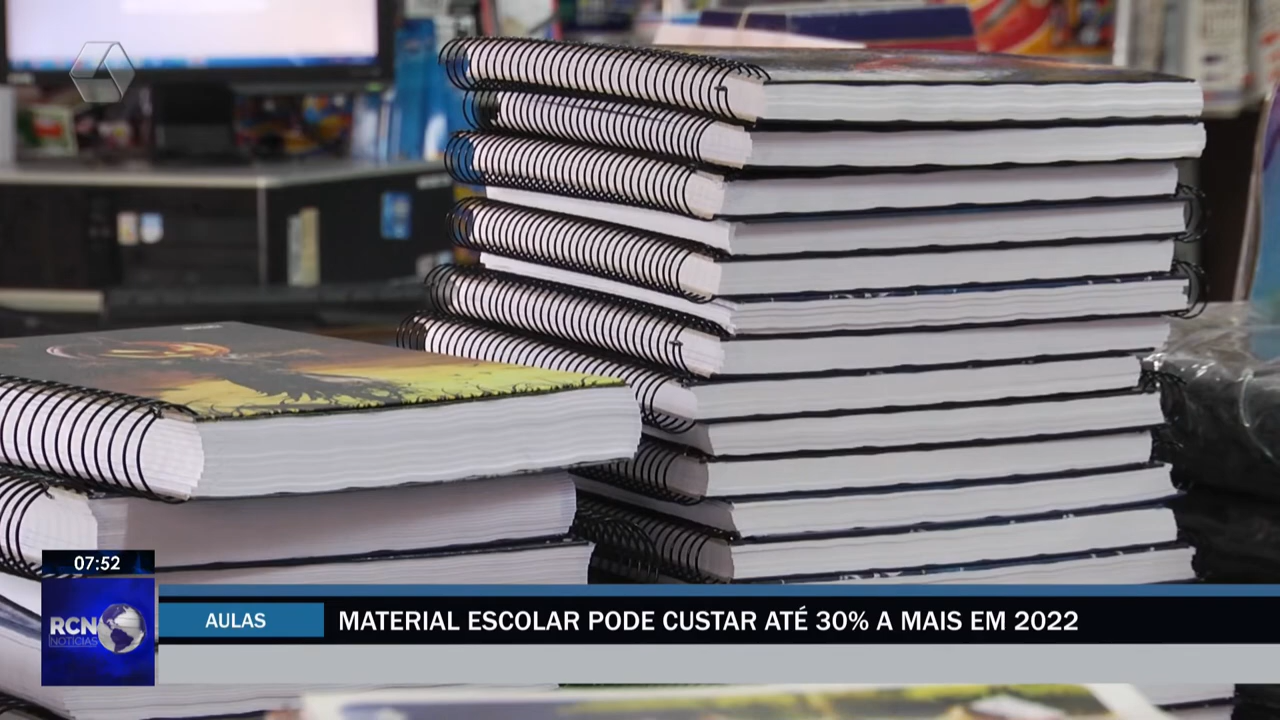 07:52
RCN
NOTÍCIAS
AULAS
MATERIAL ESCOLAR PODE CUSTAR ATÉ 30% A MAIS EM 2022